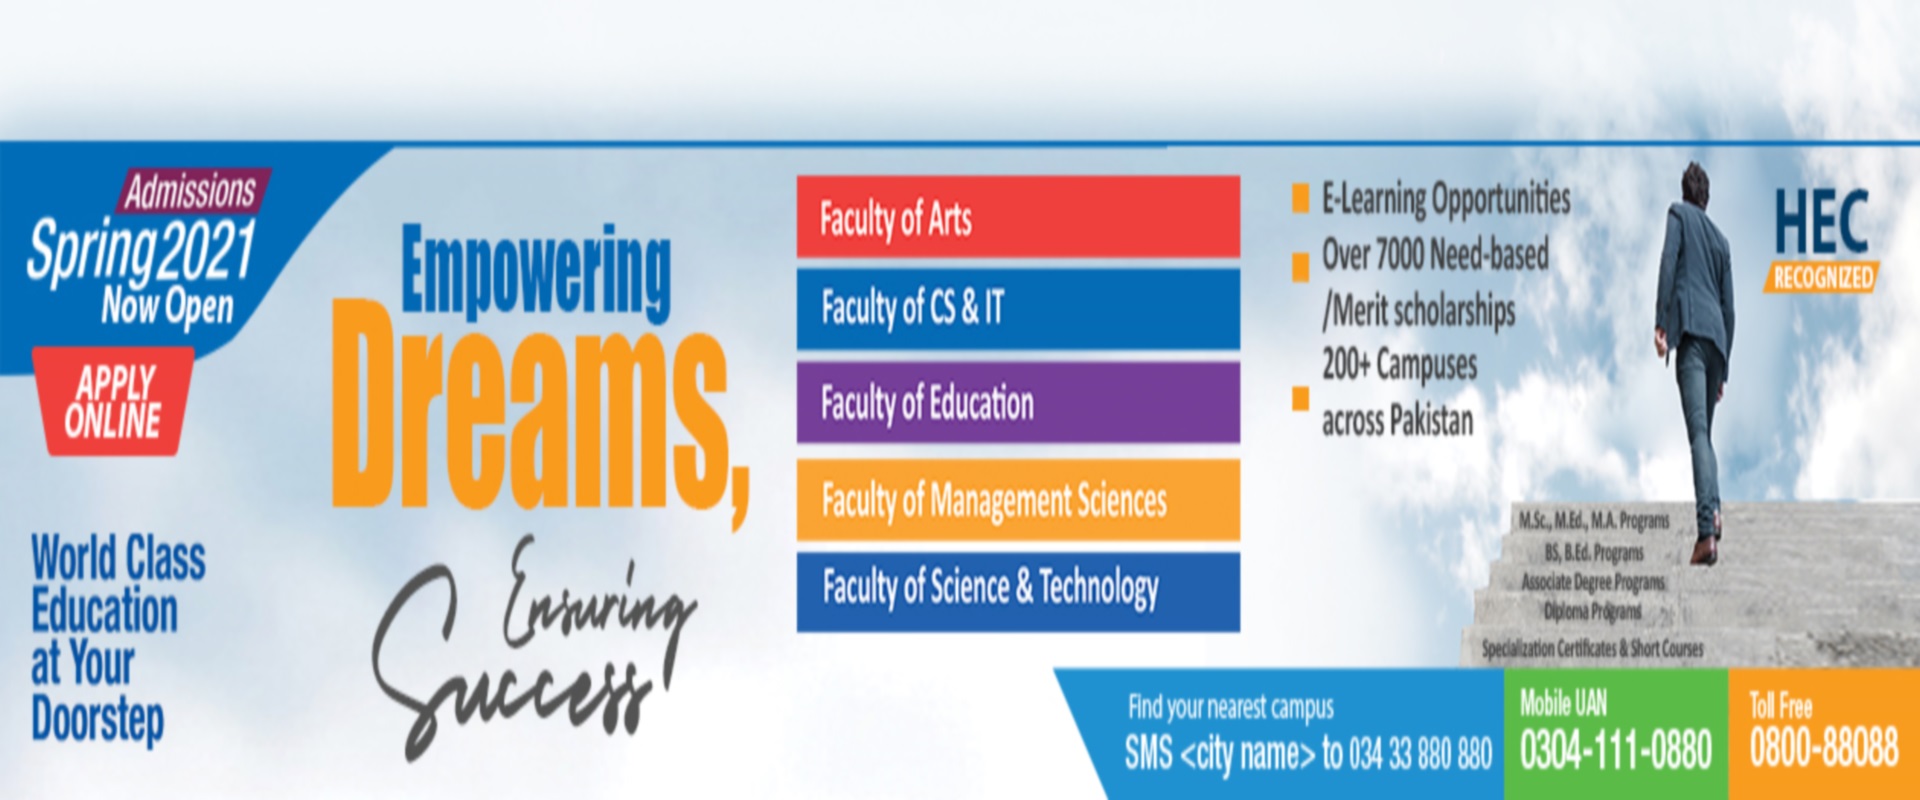 Admissions
Spring 2021
Now Open
APPLY
ONLINE
World Class
Education
at Your
Doorstep
Empowering
Dreams,
Ensuring
Success
Faculty of Arts
Faculty of CS & IT
Faculty of Education
Faculty of Management Sciences
Faculty of Science & Technology
E-Learning Opportunities
Over 7000 Need-based
/Merit scholarships
200+ Campuses
across Pakistan
HEC
RECOGNIZED
M.Sc., M.Ed., M.A. Programs
BS, B.Ed. Programs
Associate Degree Programs
Diploma Programs
Specialization Certificates & Short Courses
Find your nearest campus
SMS <city name> to 034 33 880 880
Mobile UAN
0304-111-0880
Toll Free
0800-88088